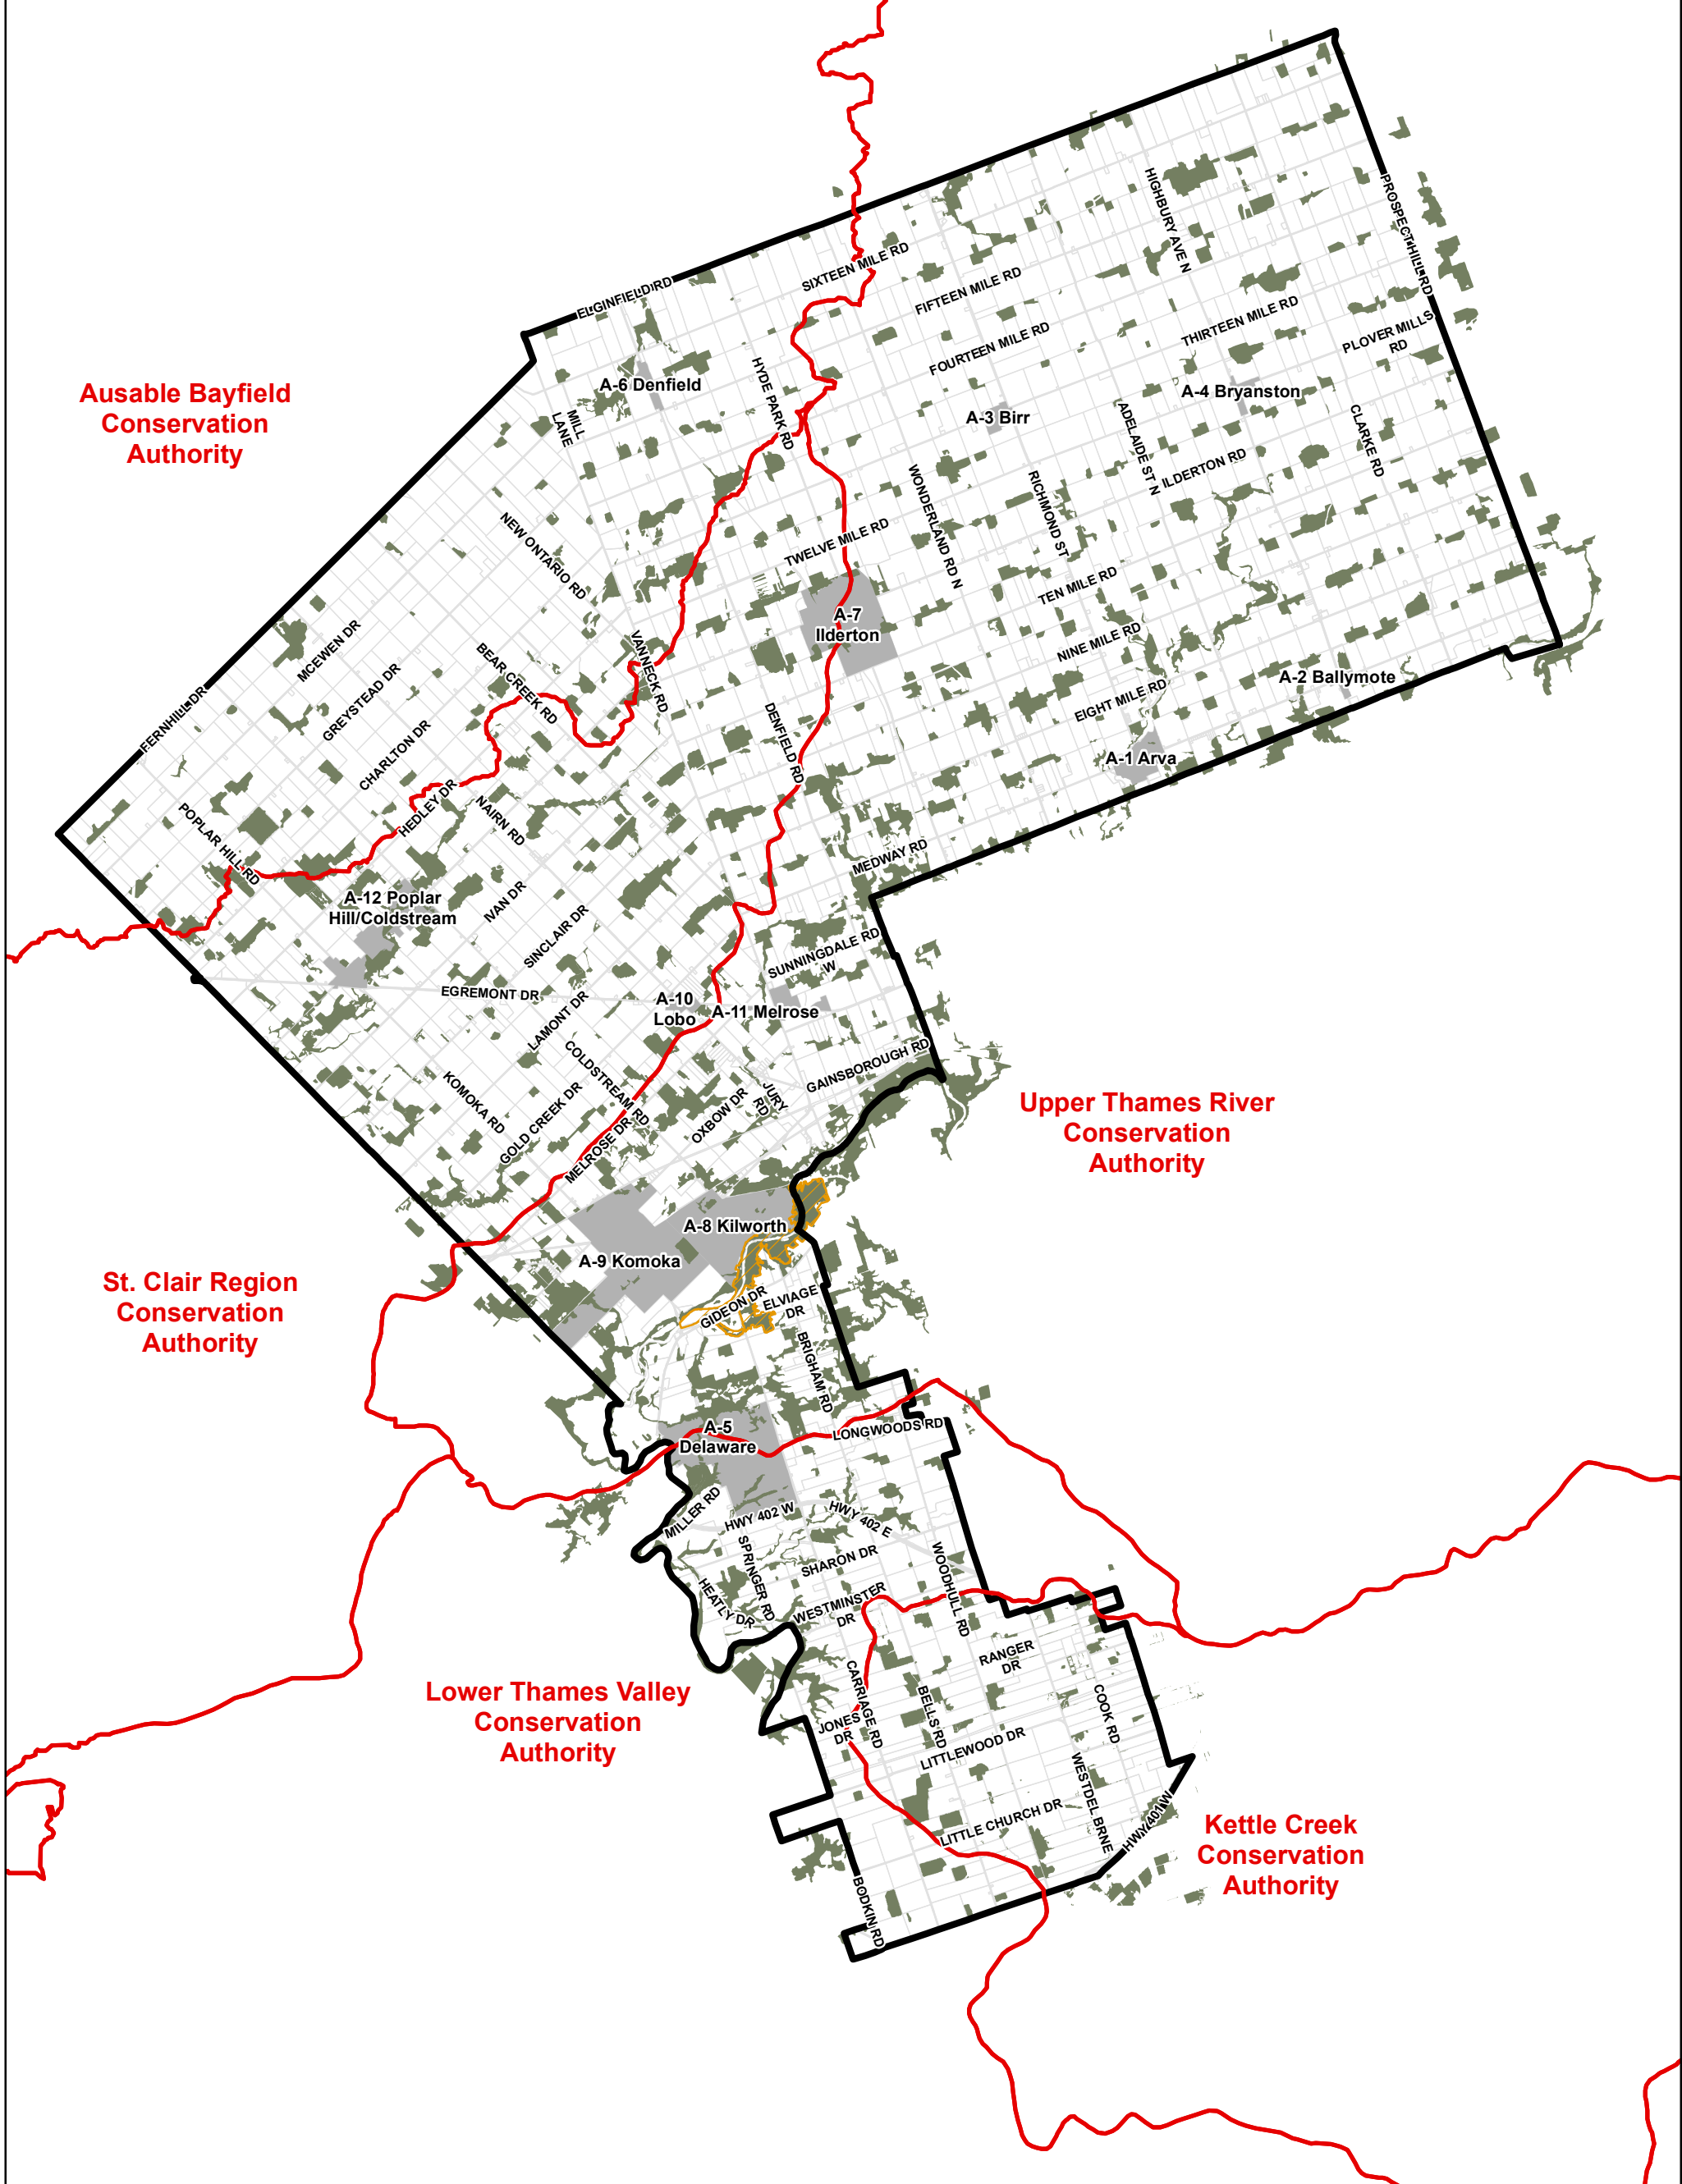 HIGHBURY AVE N
PROSPECT HILL RD
SIXTEEN MILE RD
ELGINFIELD RD
FIFTEEN MILE RD
THIRTEEN MILE RD
PLOVER MILLS
RD
FOURTEEN MILE RD
Ausable Bayfield
Conservation
Authority
A-6 Denfield
HYDE PARK RD
A-4 Bryanston
MILL
LANE
A-3 Birr
ADELAIDE ST N
CLARKE RD
ILDERTON RD
WONDERLAND RD N
RICHMOND ST
NEW ONTARIO RD
TWELVE MILE RD
TEN MILE RD
A-7
Ilderton
MCEWEN DR
NINE MILE RD
VANNECK RD
BEAR CREEK RD
GREYSTEAD DR
A-2 Ballymote
EIGHT MILE RD
FERNHILL DR
DENFIELD RD
CHARLTON DR
A-1 Arva
HEDLEY DR
NAIRN RD
POPLAR HILL RD
MEDWAY RD
A-12 Poplar
Hill/Coldstream
IVAN DR
SINCLAIR DR
SUNNINGDALE RD
W
EGREMONT DR
A-10
Lobo
A-11 Melrose
LAMONT DR
COLDSTREAM RD
GAINSBOROUGH RD
KOMOKA RD
GOLD CREEK DR
OXBOW DR
JURY
RD
MELROSE DR
Upper Thames River
Conservation
Authority
A-8 Kilworth
A-9 Komoka
St. Clair Region
Conservation
Authority
GIDEON DR
ELVIAGE
DR
BRIGHAM RD
A-5
Delaware
LONGWOODS RD
MILLER RD
HWY 402 W
HWY 402 E
SPRINGER RD
SHARON DR
WOODHULL RD
HEATLY DR
WESTMINSTER
DR
RANGER
DR
Lower Thames Valley
Conservation
Authority
CARRIAGE RD
BELLS RD
COOK RD
JONES
DR
LITTLEWOOD DR
WESTDEL BRNE
LITTLE CHURCH DR
HWY 401 W
Kettle Creek
Conservation
Authority
BODKIN RD